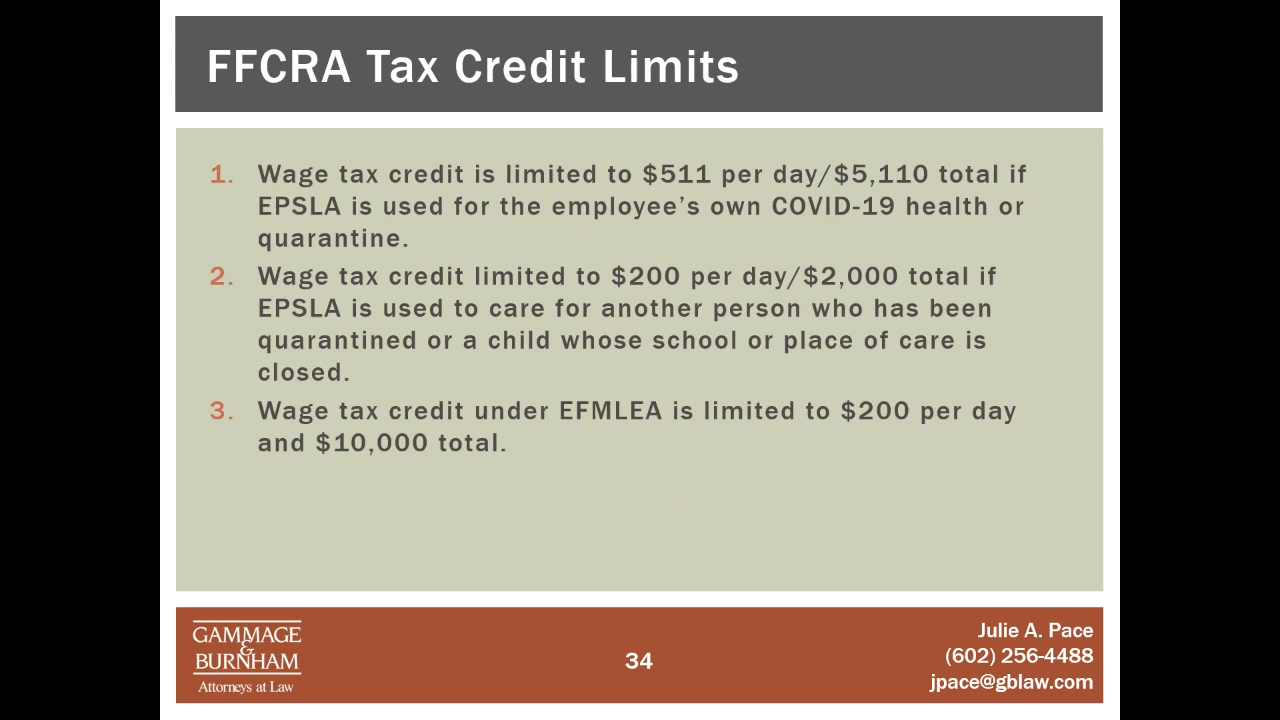 FFCRA Tax Credit Limits
1. Wage tax credit is limited to $511 per day/$5,110 total if
EPSLA is used for the employee's own COVID-19 health or
quarantine.
2. Wage tax credit limited to $200 per day/$2,000 total if
EPSLA is used to care for another person who has been
quarantined or a child whose school or place of care is
closed.
3. Wage tax credit under EFMLEA is limited to $200 per day
and $10,000 total.
GAMMAGE
&
BURNHAM
Attorneys at Law
34
Julie A. Pace
(602) 256-4488
jpace@gblaw.com